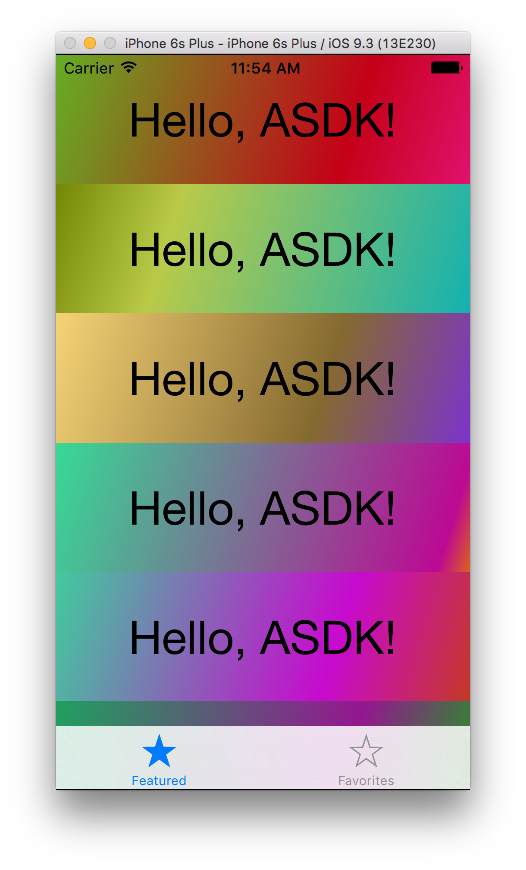 iPhone 6s Plus - iPhone 6s Plus / iOS 9.3 (13E230)
Carrier 11:54 AM
Hello, ASDK!
Hello, ASDK!
Hello, ASDK!
Hello, ASDK!
Hello, ASDK!
Featured Favorites